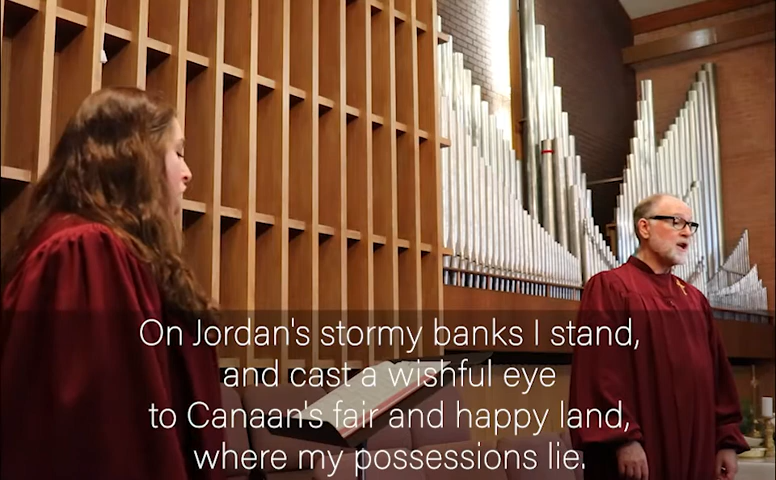 On Jordan's stormy banks I stand,
and cast a wishful eye
to Canaan's fair and happy land,
where my possessions lie.